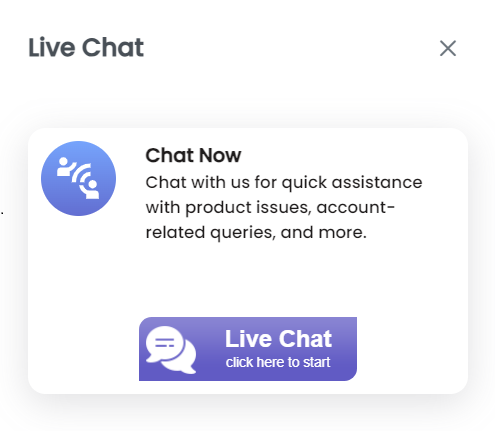 Live Chat
Chat Now
Chat with us for quick assistance
with product issues, account-
related queries, and more.
.
Live Chat
click here to start